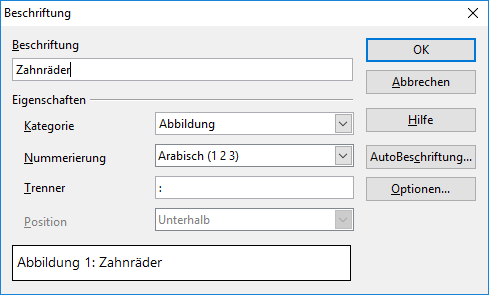 Beschriftung
Beschriftung
Zahnräder
OK
Abbrechen
Eigenschaften
Kategorie
Abbildung
Hilfe
Nummerierung
Arabisch (1 2 3)
AutoBeschriftung...
Trenner
:
Optionen...
Position
Unterhalb
Abbildung 1: Zahnräder